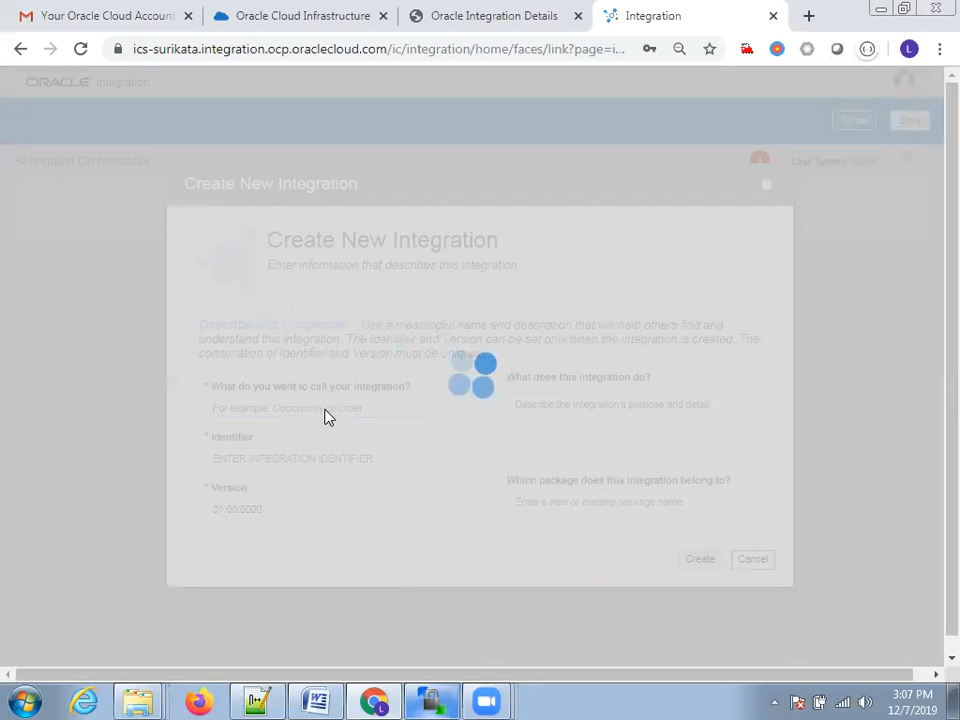 Your Oracle Cloud Account
Oracle Cloud Infrastructure
Oracle Integration Details
Integration
ics-surikata.integration.ocp.oraclecloud.com/ic/integration/home/faces/link?page=i...
L
ORACLE Integration
Close
Save
Scheduled Orchestration
Create New Integration
Create New Integration
Enter information that describes this integration.
Describe this Integration Use a meaningful name and description that will help others find and
understand this integration. The Identifier and Version can be set only when the integration is created. The
combination of Identifier and Version must be unique.
* What do you want to call your integration?
For example: Opportunity to Order
What does this integration do?
Describe the integration's purpose and detail
* Identifier
ENTER INTEGRATION IDENTIFIER
* Version
01.00.0000
Which package does this integration belong to?
Enter a new or existing package name
Create
Cancel
3:07 PM
12/7/2019